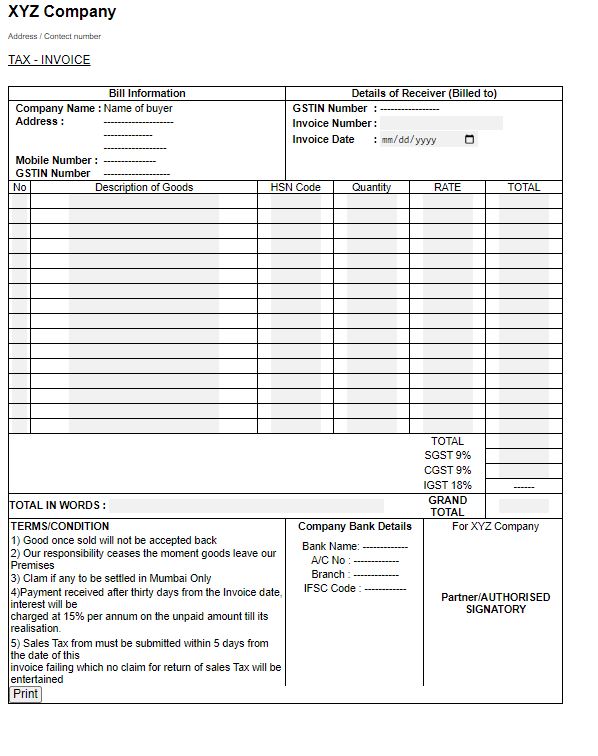 XYZ Company
Address / Contect number
TAX - INVOICE
Bill Information
Details of Receiver (Billed to)
Company Name : Name of buyer
GSTIN Number : -----------------
Address : --------------------
Invoice Number :
--------------
Invoice Date : mm/dd/yyyy
------------------
Mobile Number : ---------------
GSTIN Number -------------------
No Description of Goods HSN Code Quantity RATE TOTAL
TOTAL
SGST 9%
CGST 9%
IGST 18% ------
TOTAL IN WORDS :
GRAND
TOTAL
TERMS/CONDITION
1) Good once sold will not be accepted back
2) Our responsibility ceases the moment goods leave our
Premises
3) Clam if any to be settled in Mumbai Only
4)Payment received after thirty days from the Invoice date,
interest will be
charged at 15% per annum on the unpaid amount till its
realisation.
5) Sales Tax from must be submitted within 5 days from
the date of this
invoice failing which no claim for return of sales Tax will be
entertained
Print
Company Bank Details
Bank Name: -------------
A/C No : -------------
Branch : -------------
IFSC Code : ------------
For XYZ Company
Partner/AUTHORISED
SIGNATORY